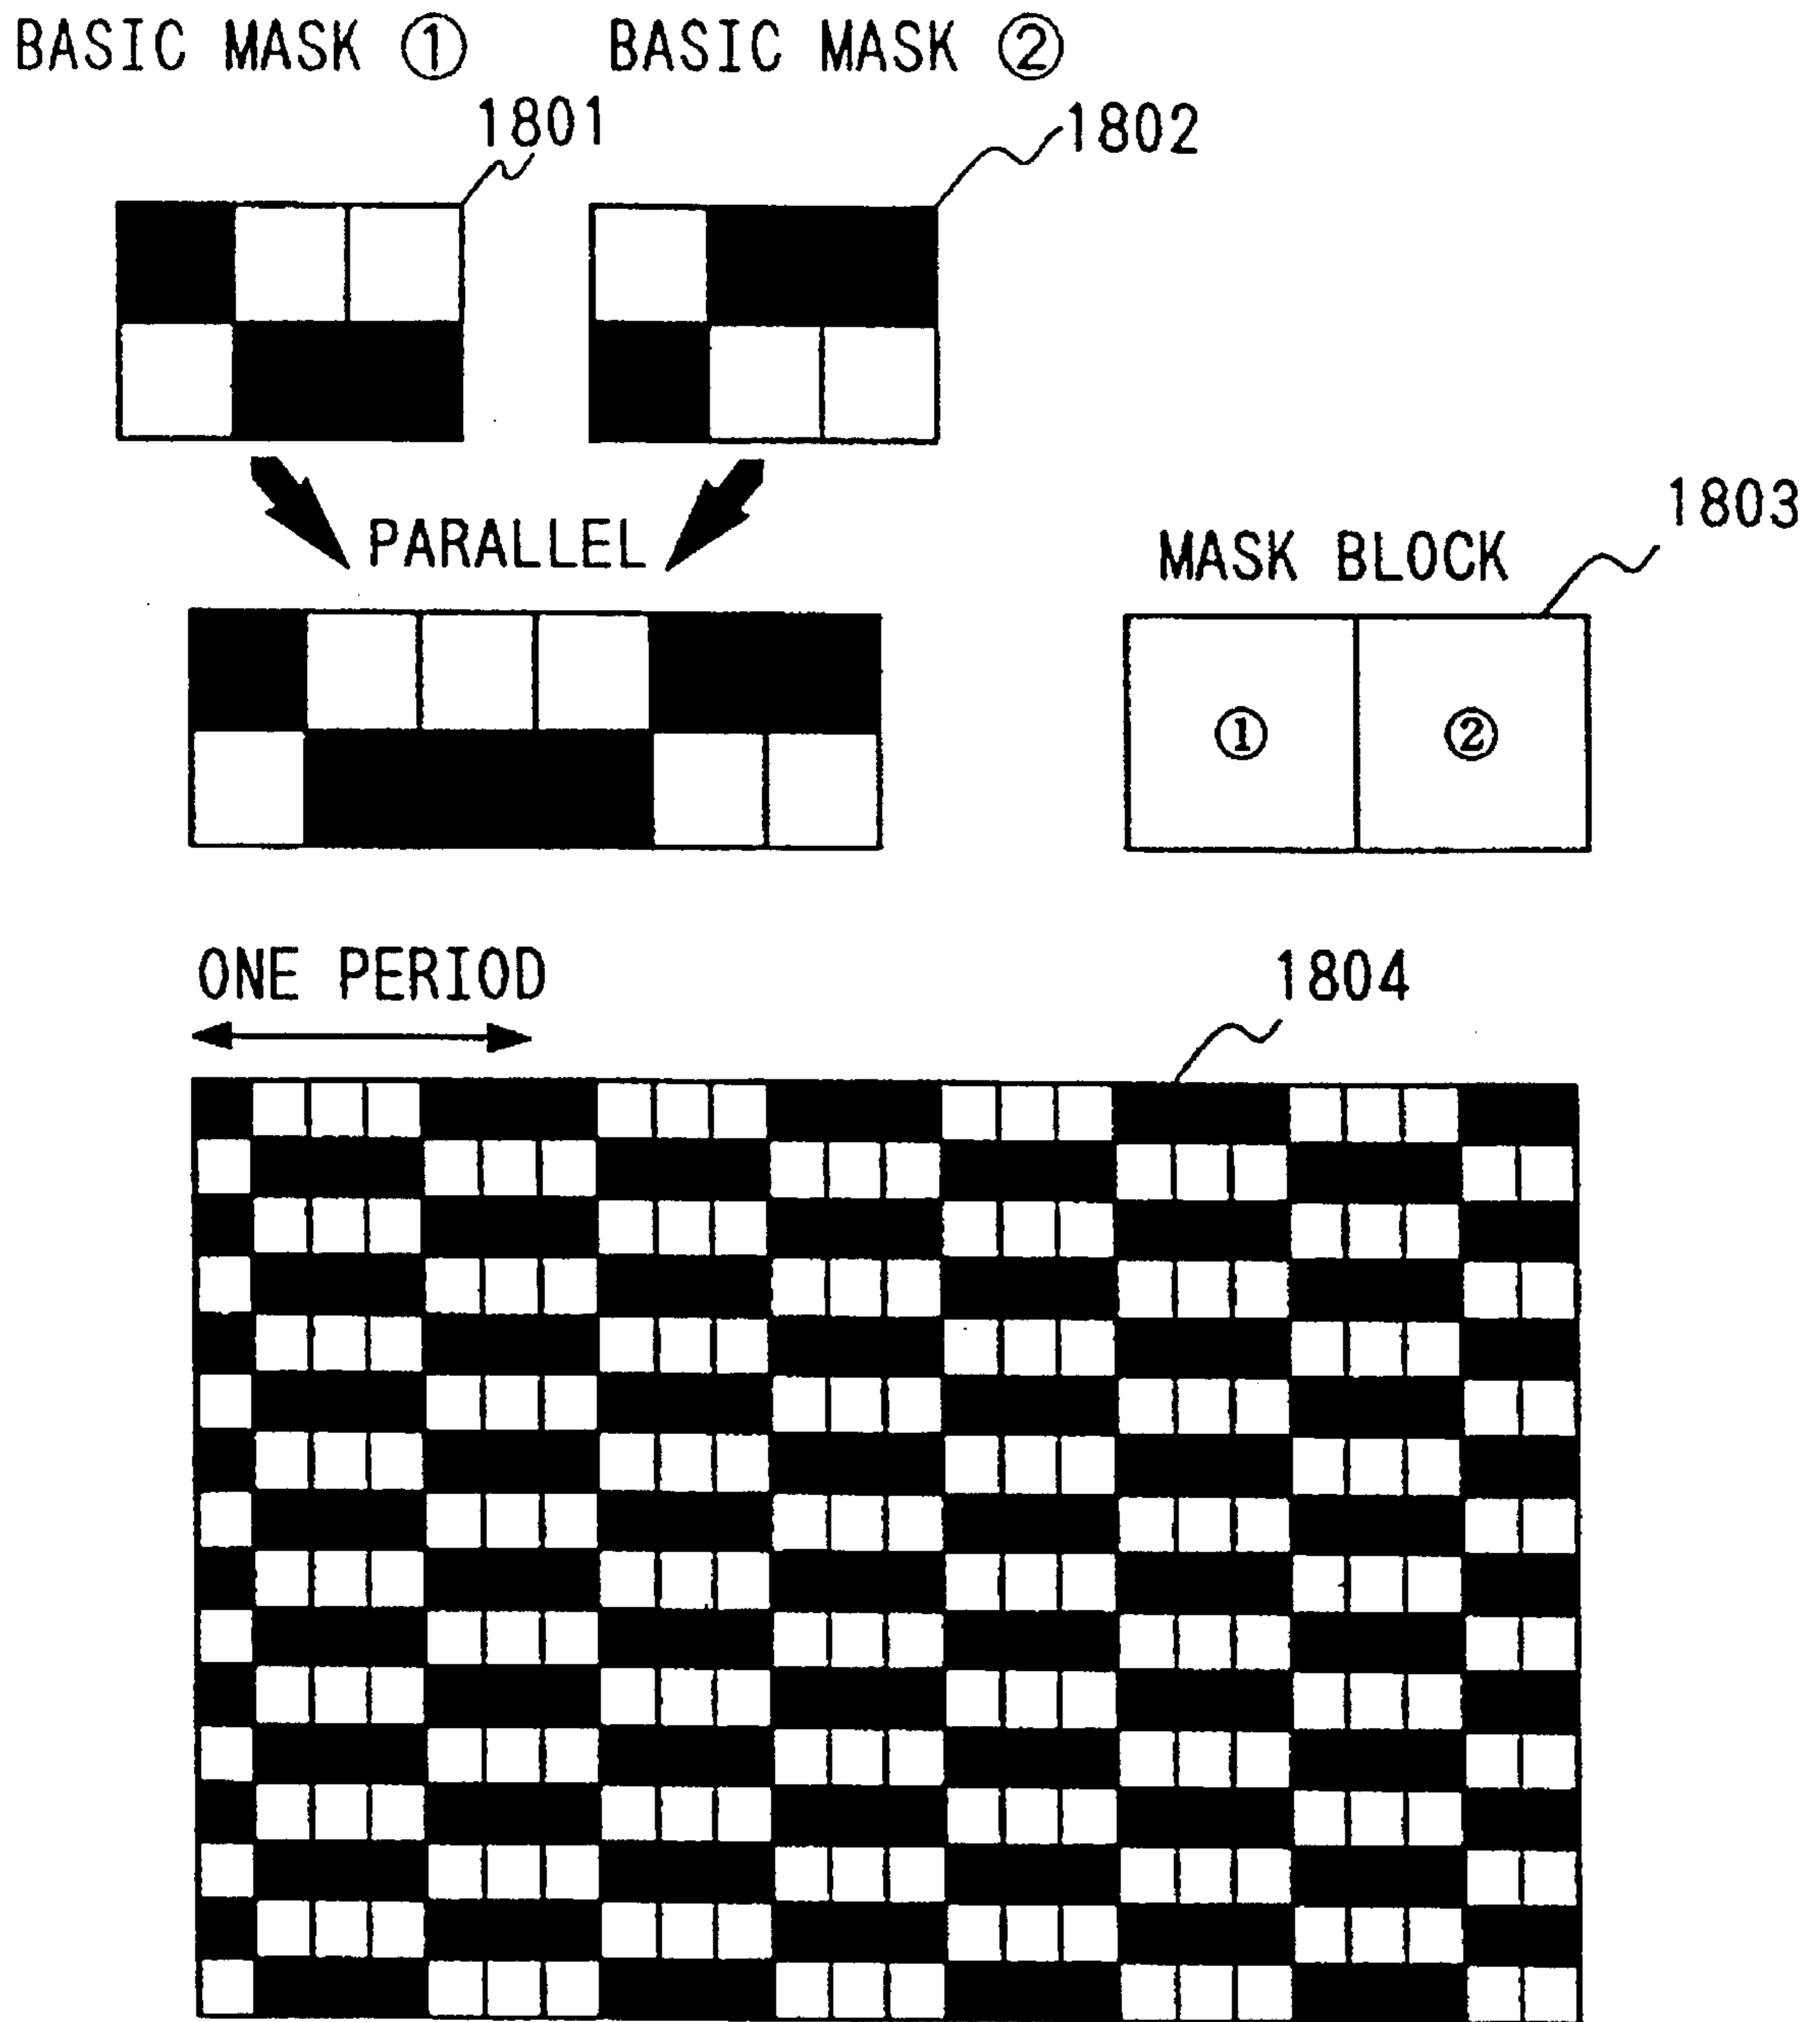 BASIC MASK ① BASIC MASK ②
1801
1802
PARALLEL
1803
MASK BLOCK
① ②
ONE PERIOD
1804